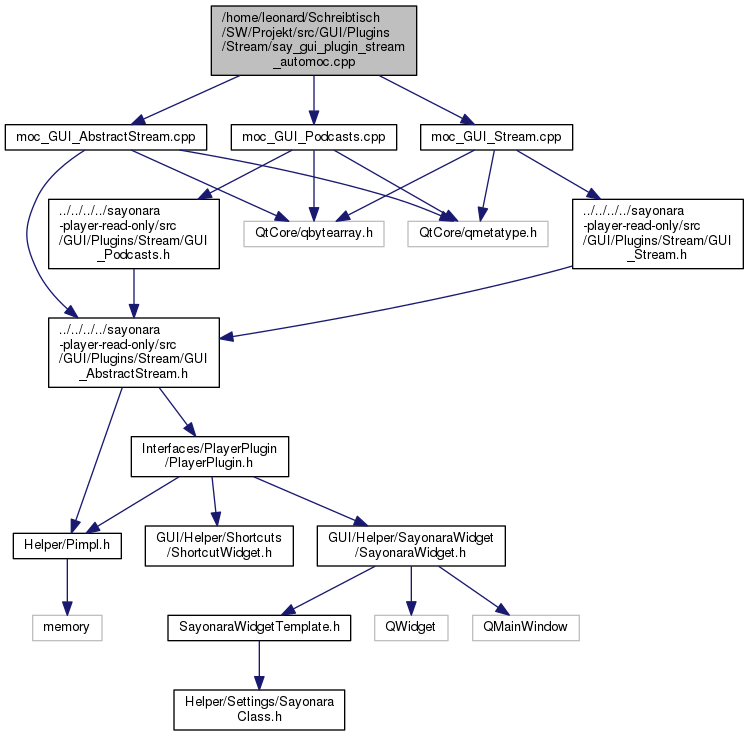 /home/leonard/Schreibtisch
/SW/Projekt/src/GUI/Plugins
/Stream/say_gui_plugin_stream
_automoc.cpp
moc_GUI_AbstractStream.cpp
moc_GUI_Podcasts.cpp
moc_GUI_Stream.cpp
../../../../sayonara
-player-read-only/src
/GUI/Plugins/Stream/GUI
_Podcasts.h
QtCore/qbytearray.h
QtCore/qmetatype.h
../../../../sayonara
-player-read-only/src
/GUI/Plugins/Stream/GUI
_Stream.h
../../../../sayonara
-player-read-only/src
/GUI/Plugins/Stream/GUI
_AbstractStream.h
Interfaces/PlayerPlugin
/PlayerPlugin.h
Helper/Pimpl.h
GUI/Helper/Shortcuts
/ShortcutWidget.h
GUI/Helper/SayonaraWidget
/SayonaraWidget.h
memory
SayonaraWidgetTemplate.h
QWidget
QMainWindow
Helper/Settings/Sayonara
Class.h